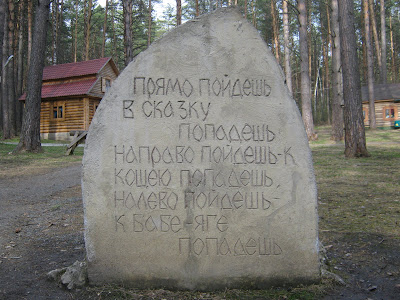 ПРЯМО ПОЙДЕШЬ
В СКАЗКУ
ПОПАДЕШЬ
НАПРАВО ПОЙДЕШЬ-К
КОЩЕЮ ПОПАДЕШЬ,
НАЛЕВО ПОЙДЕШЬ-
К БАБЕ-ЯГЕ
ПОПАДЕШЬ